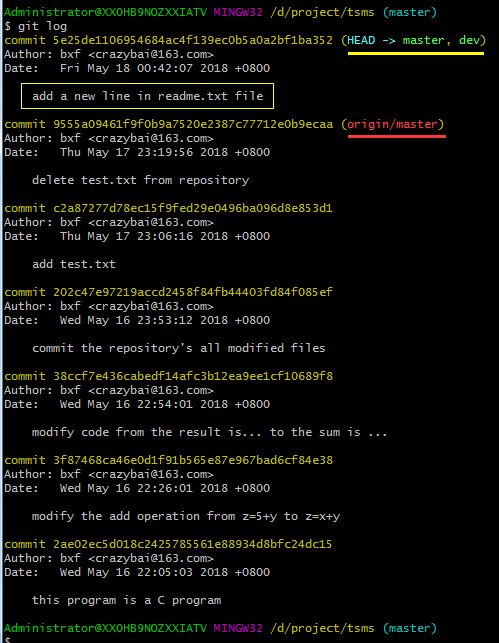 Administrator@XXOHB9NOZXXIATV MINGW32 /d/project/tsms (master)
$ git log
commit 5e25de1106954684ac4f139ec0b5a0a2bf1ba352 (HEAD -> master, dev)
Author: bxf <crazybai@163.com>
Date:   Fri May 18 00:42:07 2018 +0800
add a new line in readme.txt file
commit 9555a09461f9f0b9a7520e2387c77712e0b9ecaa (origin/master)
Author: bxf <crazybai@163.com>
Date:   Thu May 17 23:19:56 2018 +0800
delete test.txt from repository
commit c2a87277d78ec15f9fed29e0496ba096d8e853d1
Author: bxf <crazybai@163.com>
Date:   Thu May 17 23:06:16 2018 +0800
add test.txt
commit 202c47e97219accd2458f84fb44403fd84f085ef
Author: bxf <crazybai@163.com>
Date:   Wed May 16 23:53:12 2018 +0800
commit the repository's all modified files
commit 38ccf7e436cabedf14afc3b12ea9ee1cf10689f8
Author: bxf <crazybai@163.com>
Date:   Wed May 16 22:54:01 2018 +0800
modify code from the result is... to the sum is ...
commit 3f87468ca46e0d1f91b565e87e967bad6cf84e38
Author: bxf <crazybai@163.com>
Date:   Wed May 16 22:26:01 2018 +0800
modify the add operation from z=5+y to z=x+y
commit 2ae02ec5d018c2425785561e88934d8bfc24dc15
Author: bxf <crazybai@163.com>
Date:   Wed May 16 22:05:03 2018 +0800
this program is a C program
Administrator@XXOHB9NOZXXIATV MINGW32 /d/project/tsms (master)
$